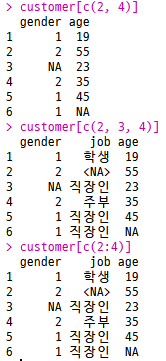 > customer[c(2, 4)]
  gender age
1      1  19
2      2  55
3     NA  23
4      2  35
5      1  45
6      1  NA
> customer[c(2, 3, 4)]
  gender    job age
1      1   학생  19
2      2   <NA>  55
3     NA 직장인  23
4      2   주부  35
5      1 직장인  45
6      1 직장인  NA
> customer[c(2:4)]
  gender    job age
1      1   학생  19
2      2   <NA>  55
3     NA 직장인  23
4      2   주부  35
5      1 직장인  45
6      1 직장인  NA